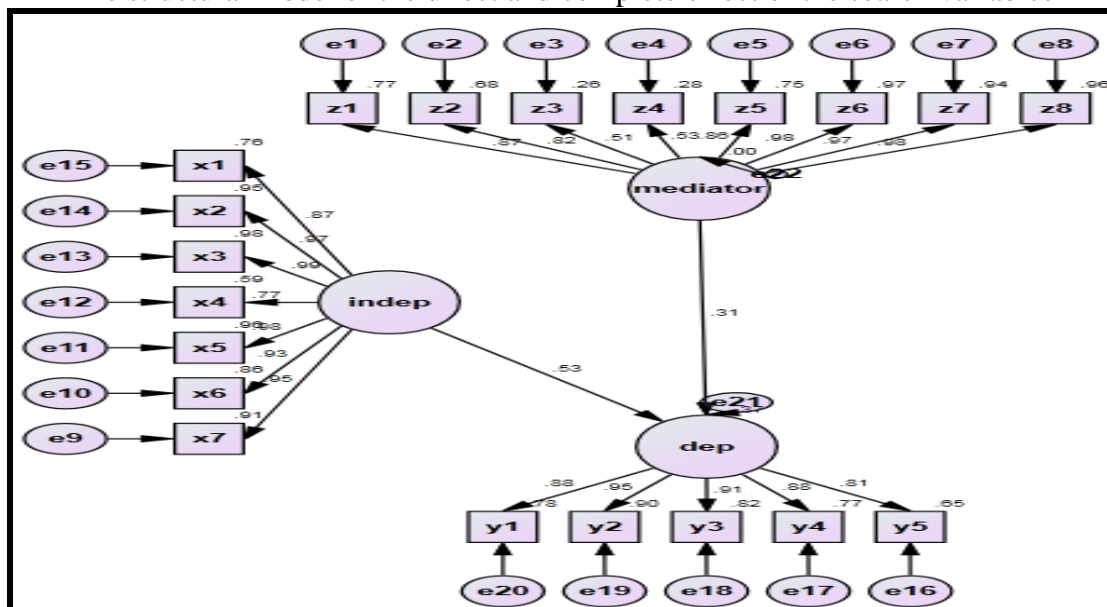 e1 e2 e3 e4 e5 e6 e7 e8
.77 .68 .26 .28 .75 .97 .94 .96
z1 z2 z3 z4 z5 z6 z7 z8
.87 .82 .51 .53 .86 .98 .97 .98
.00
mediator
.76
e15 x1
.95
e14 x2
.87
.98
e13 x3
.97
.99
.59
e12 x4
.77
indep
.98
e11 x5
.93
.86
e10 x6
.95
.91
e9 x7
.31
.53
e21
dep
.88 .95 .91 .88 .81
.78 .90 .82 .77 .65
y1 y2 y3 y4 y5
e20 e19 e18 e17 e16